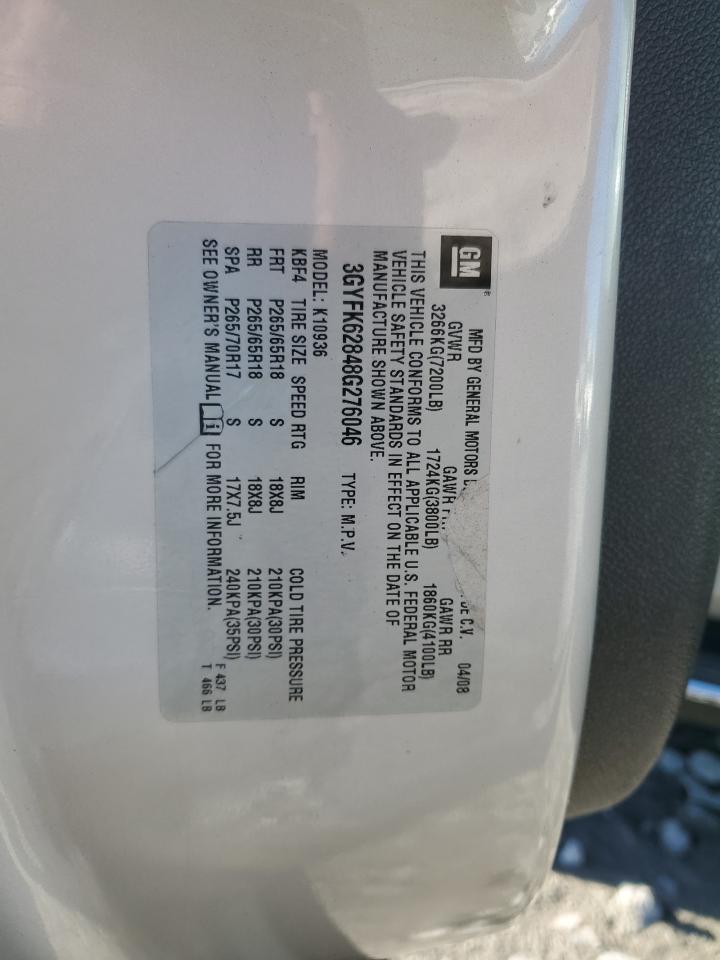 GM
MFD BY GENERAL MOTORS DE C.V. 04/08
GVWR GAWR GAWR RR
3266KG(7200LB) 1724KG(3800LB) 1860KG(4100LB)
THIS VEHICLE CONFORMS TO ALL APPLICABLE U.S. FEDERAL MOTOR
VEHICLE SAFETY STANDARDS IN EFFECT ON THE DATE OF
MANUFACTURE SHOWN ABOVE.
3GYFK62848G276046 TYPE: M.P.V.
MODEL: K10936
KBF4 TIRE SIZE SPEED RTG RIM COLD TIRE PRESSURE
FRT P265/65R18 S 18X8J 210KPA(30PSI)
RR P265/65R18 S 18X8J 210KPA(30PSI)
SPA P265/70R17 S 17X7.5J 240KPA(35PSI)
SEE OWNER'S MANUAL i FOR MORE INFORMATION.
F 437 LB
T 466 LB